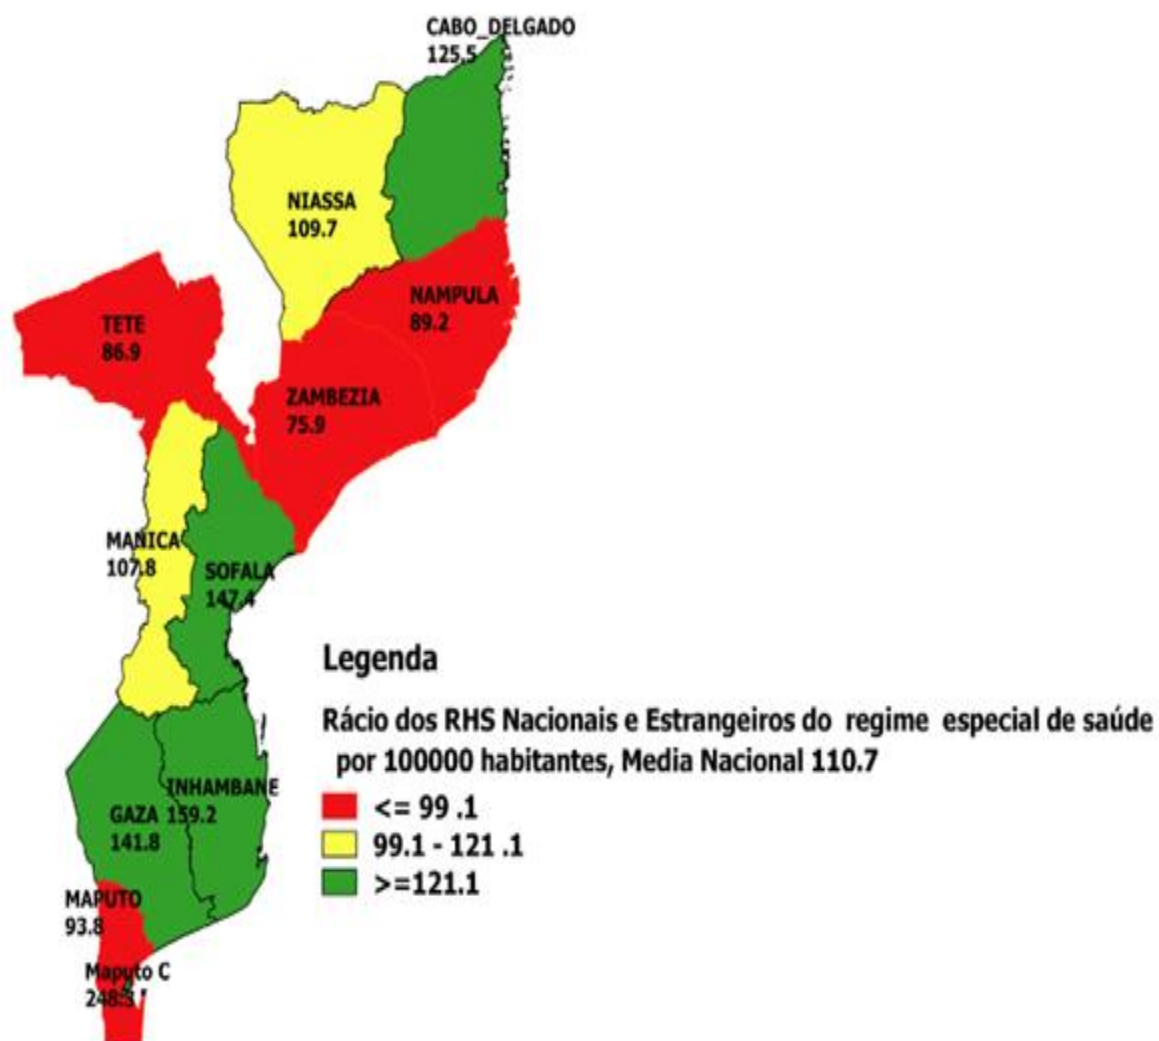 CABO_DELGADO
125.5
NIASSA
109.7
NAMPULA
89.2
TETE
86.9
ZAMBEZIA
75.9
MANICA
107.8
SOFALA
147.4
Legenda
Rácio dos RHS Nacionais e Estrangeiros do regime especial de saúde
por 100000 habitantes, Media Nacional 110.7
<= 99 .1
99.1 - 121 .1
>=121.1
INHAMBANE
159.2
GAZA
141.8
MAPUTO
93.8
Maputo C
248.3